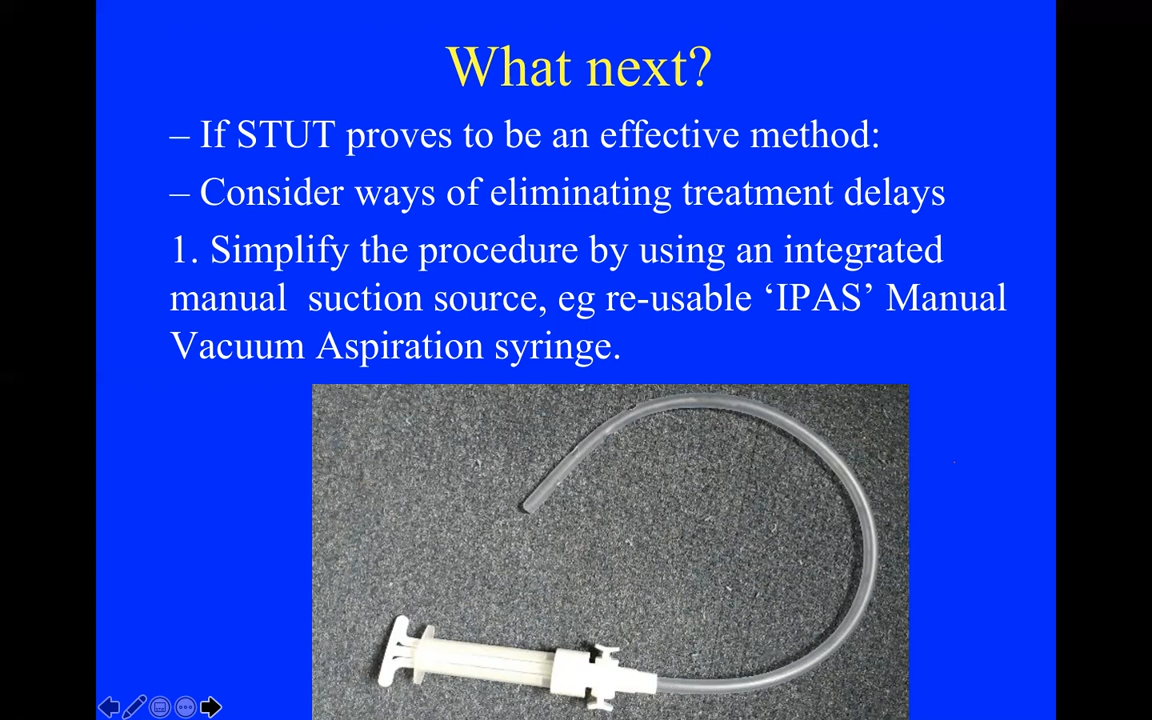 What next?
– If STUT proves to be an effective method:
– Consider ways of eliminating treatment delays
1. Simplify the procedure by using an integrated
manual  suction source, eg re-usable ‘IPAS’ Manual
Vacuum Aspiration syringe.